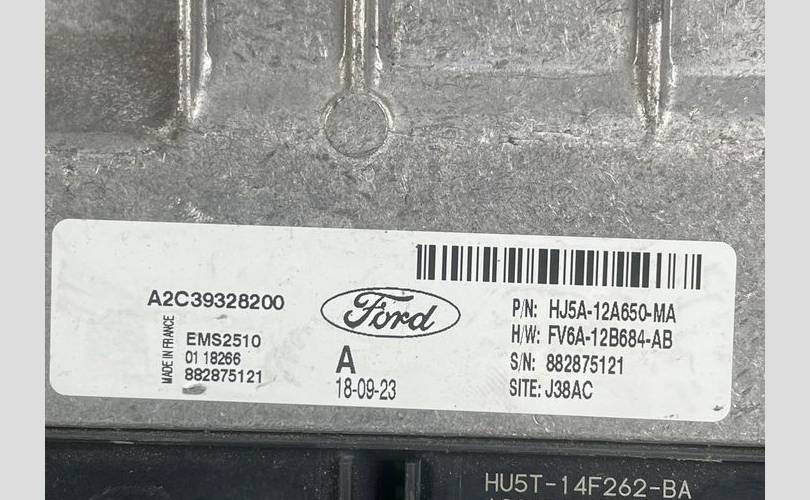 A2C39328200
MADE IN FRANCE
EMS2510
01 18266
882875121
Ford
A
18-09-23
P/N: HJ5A-12A650-MA
H/W: FV6A-12B684-AB
S/N: 882875121
SITE: J38AC
HU5T-14F262-BA